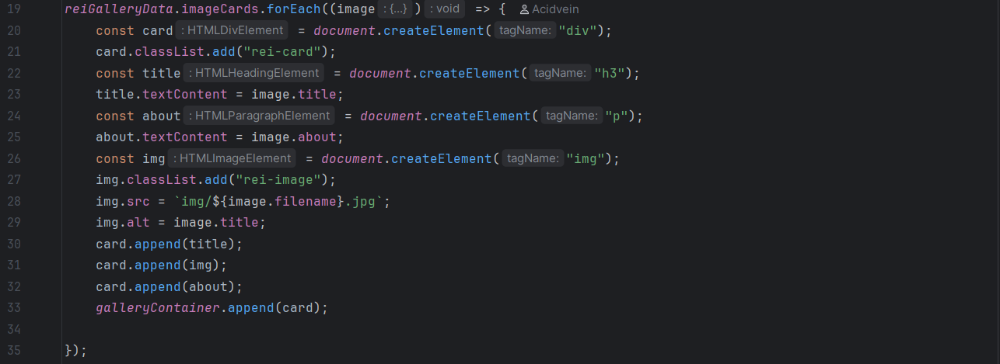 19 reiGalleryData.imageCards.forEach((image : {...} ) : void => { Acidvein
20 const card : HTMLDivElement = document.createElement( tagName: "div");
21 card.classList.add("rei-card");
22 const title : HTMLHeadingElement = document.createElement( tagName: "h3");
23 title.textContent = image.title;
24 const about : HTMLParagraphElement = document.createElement( tagName: "p");
25 about.textContent = image.about;
26 const img : HTMLImageElement = document.createElement( tagName: "img");
27 img.classList.add("rei-image");
28 img.src = `img/${image.filename}.jpg`;
29 img.alt = image.title;
30 card.append(title);
31 card.append(img);
32 card.append(about);
33 galleryContainer.append(card);
34
35 });